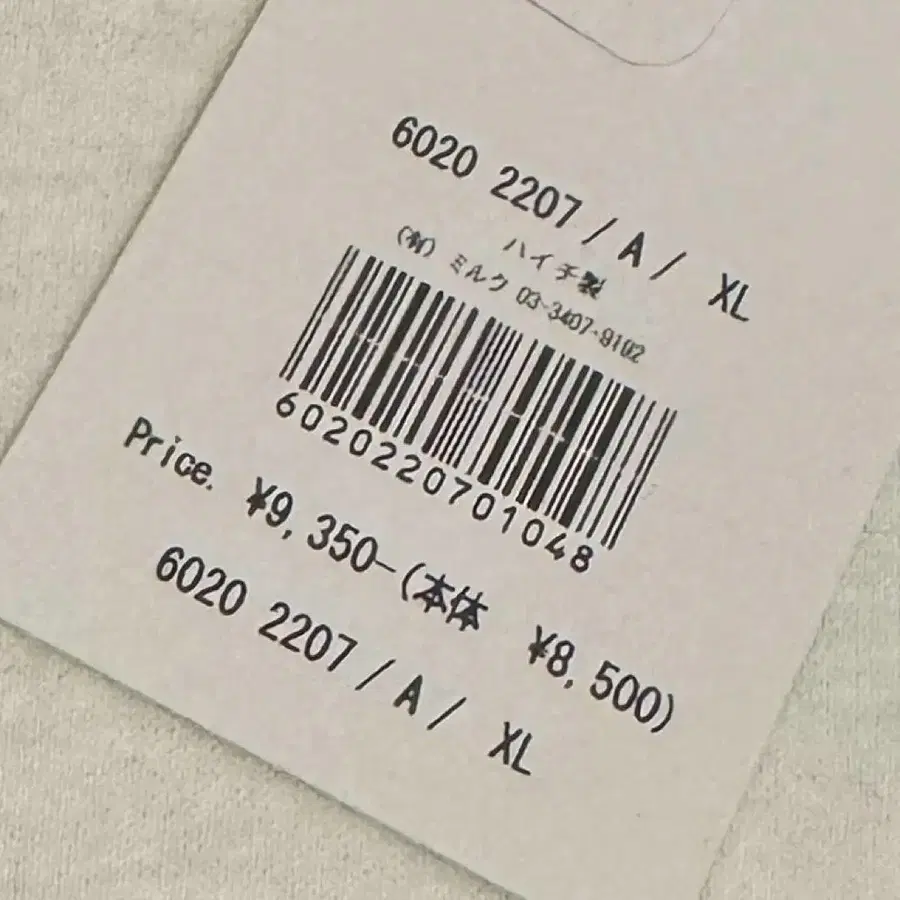 6020 2207 / A / XL
ハイチ製
(有) ミルク 03-3407-9192
6020220701048
Price. ¥9,350-(本体 ¥8,500)
6020 2207 / A / XL